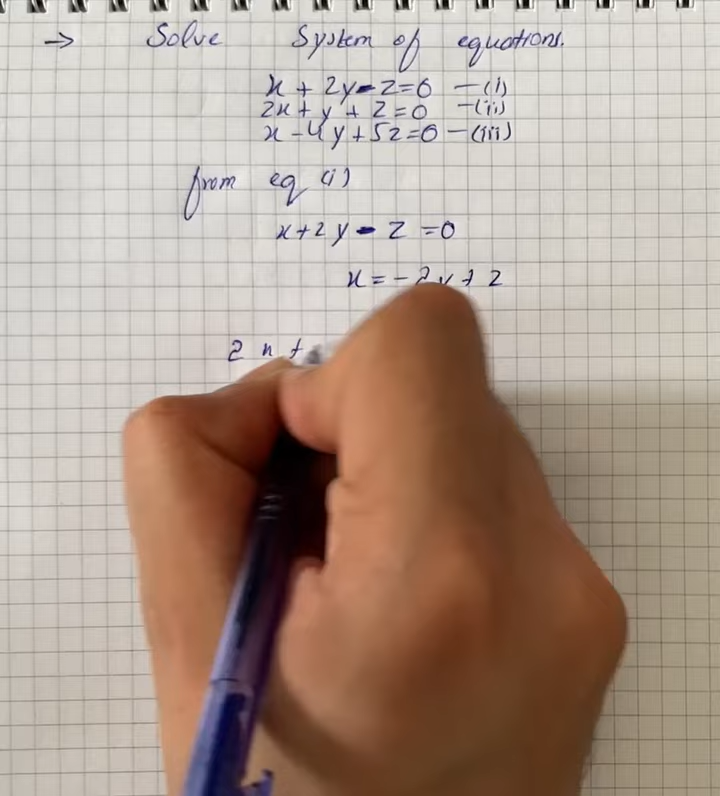 → Solve System of equations.
x + 2y - z = 0 - (i)
2x + y + z = 0 - (ii)
x - 4y + 5z = 0 - (iii)
from eq (i)
x + 2y - z = 0
x = - 2y + z
2x +